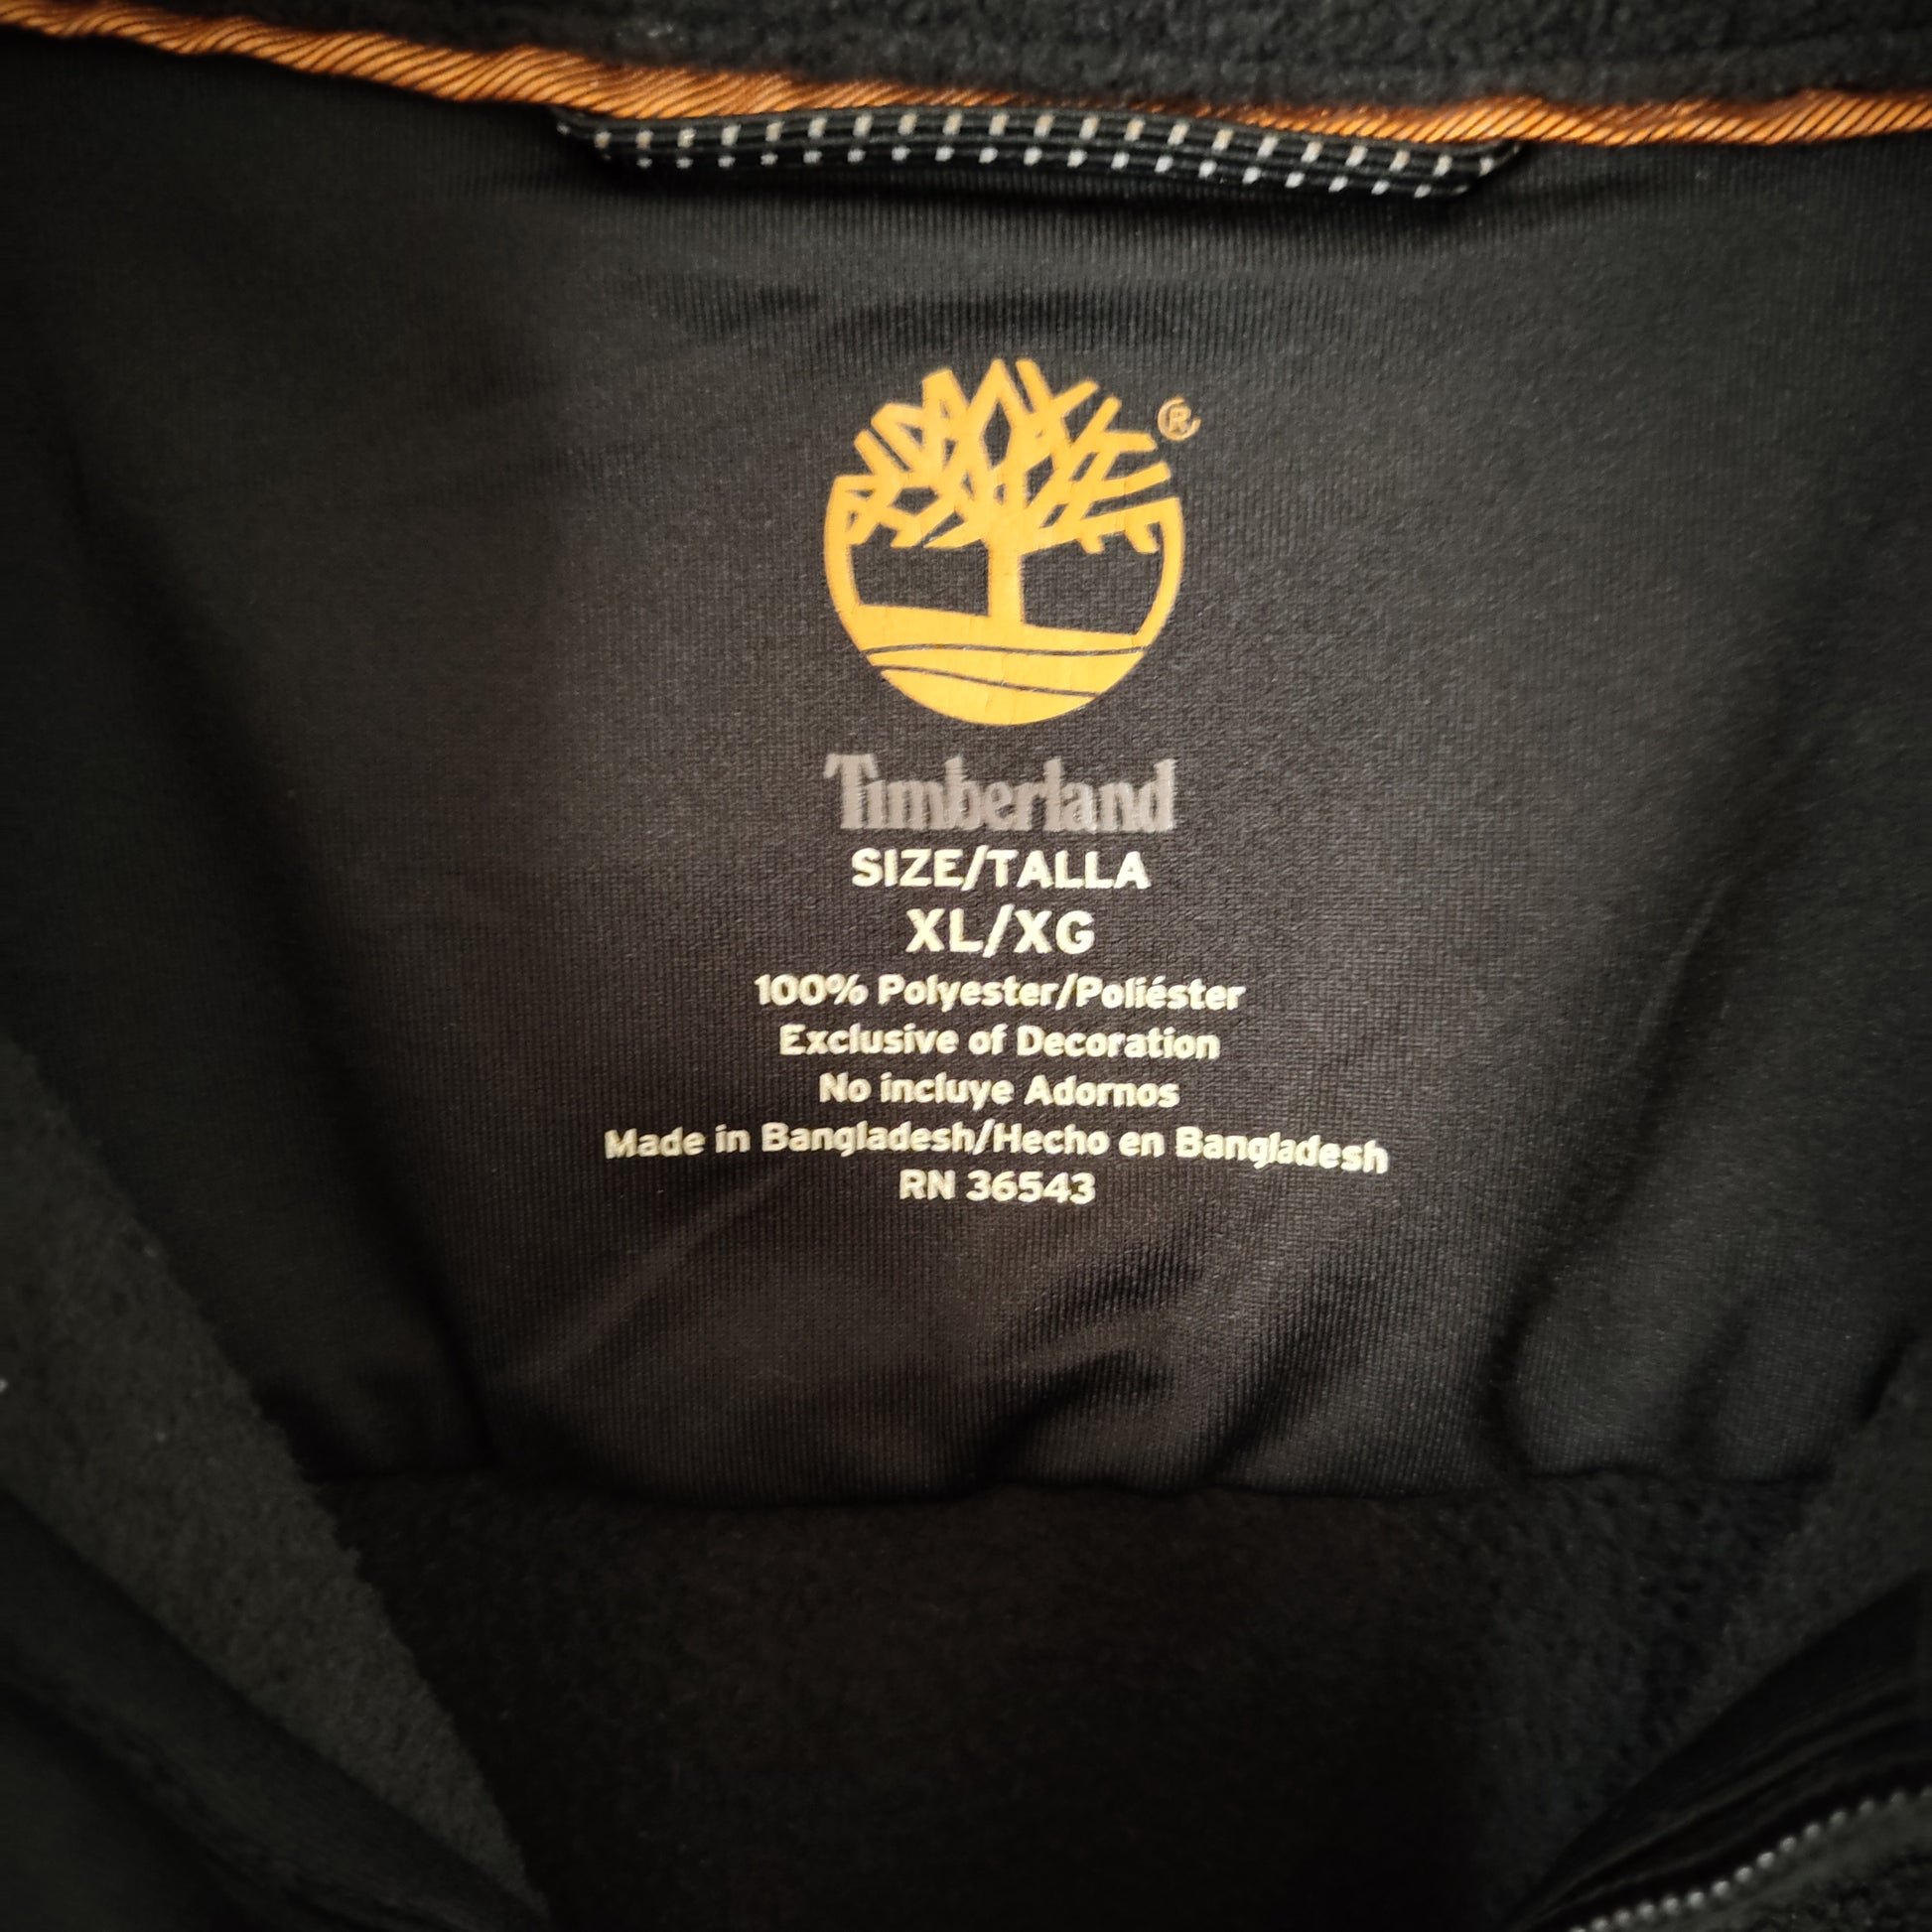 ®
Timberland
SIZE/TALLA
XL/XG
100% Polyester/Poliéster
Exclusive of Decoration
No incluye Adornos
Made in Bangladesh/Hecho en Bangladesh
RN 36543